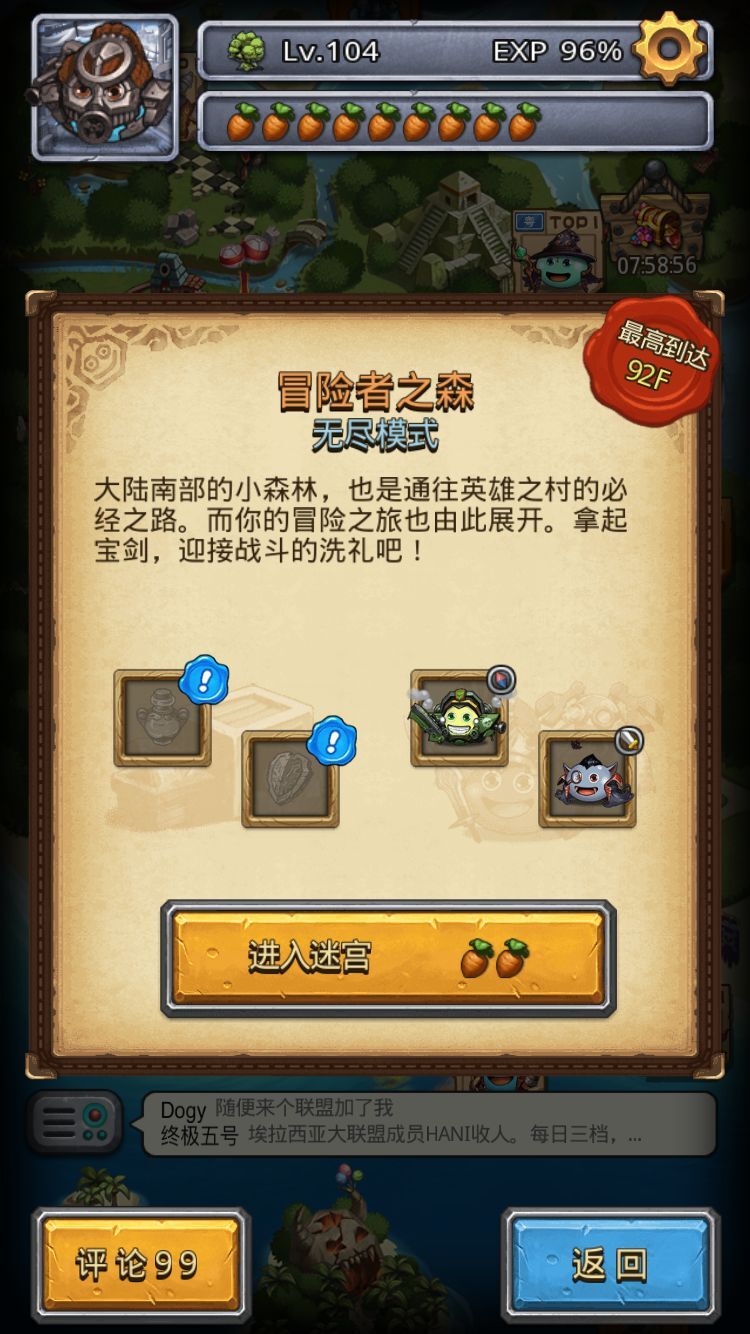 Lv.104
EXP 96%
粤 TOP1
07:58:56
最高到达
92F
冒险者之森
无尽模式
大陆南部的小森林，也是通往英雄之村的必
经之路。而你的冒险之旅也由此展开。拿起
宝剑，迎接战斗的洗礼吧！
进入迷宫
Dogy 随便来个联盟加了我
终极五号 埃拉西亚大联盟成员HANI收人。每日三档，...
评论99
返回